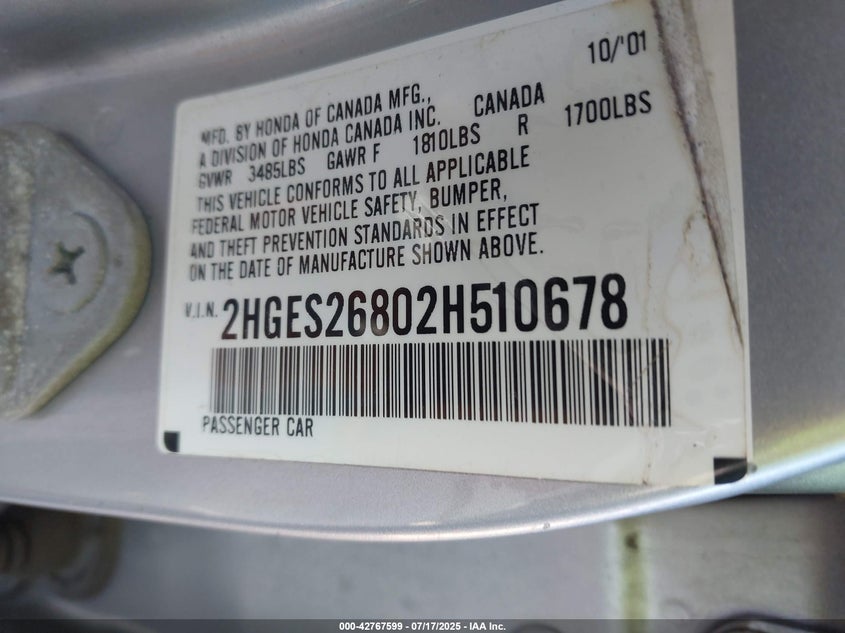 10/'01
MFD. BY HONDA OF CANADA MFG.,
A DIVISION OF HONDA CANADA INC. CANADA
GVWR 3485LBS GAWR F 1810LBS R 1700LBS
THIS VEHICLE CONFORMS TO ALL APPLICABLE
FEDERAL MOTOR VEHICLE SAFETY, BUMPER,
AND THEFT PREVENTION STANDARDS IN EFFECT
ON THE DATE OF MANUFACTURE SHOWN ABOVE.
V.I.N. 2HGES26802H510678
PASSENGER CAR
000-42767599 - 07/17/2025 - IAA Inc.